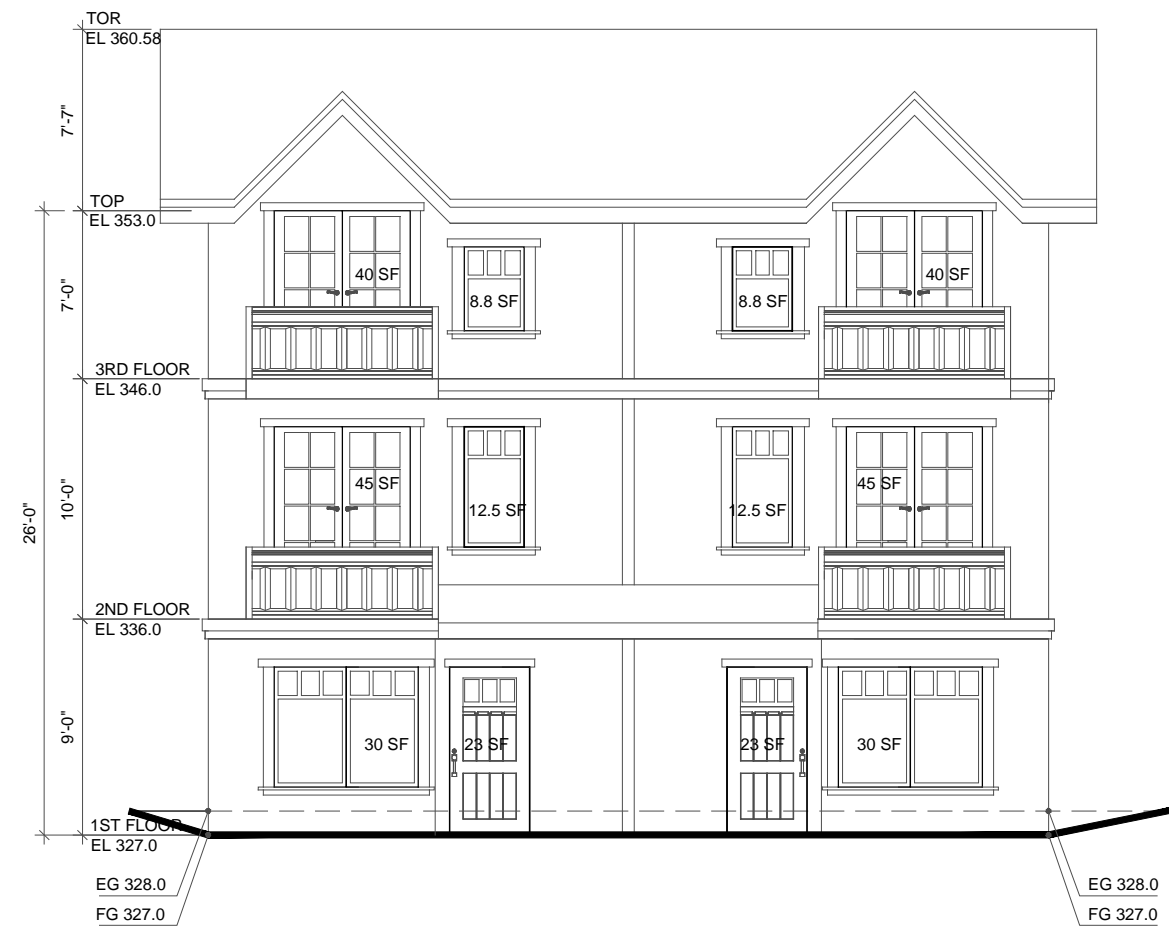 TOR
EL 360.58
7'-7"
TOP
EL 353.0
40 SF
40 SF
8.8 SF
8.8 SF
7'-0"
3RD FLOOR
EL 346.0
45 SF
45 SF
12.5 SF
12.5 SF
10'-0"
26'-0"
2ND FLOOR
EL 336.0
9'-0"
30 SF
23 SF
23 SF
30 SF
1ST FLOOR
EL 327.0
EG 328.0
EG 328.0
FG 327.0
FG 327.0